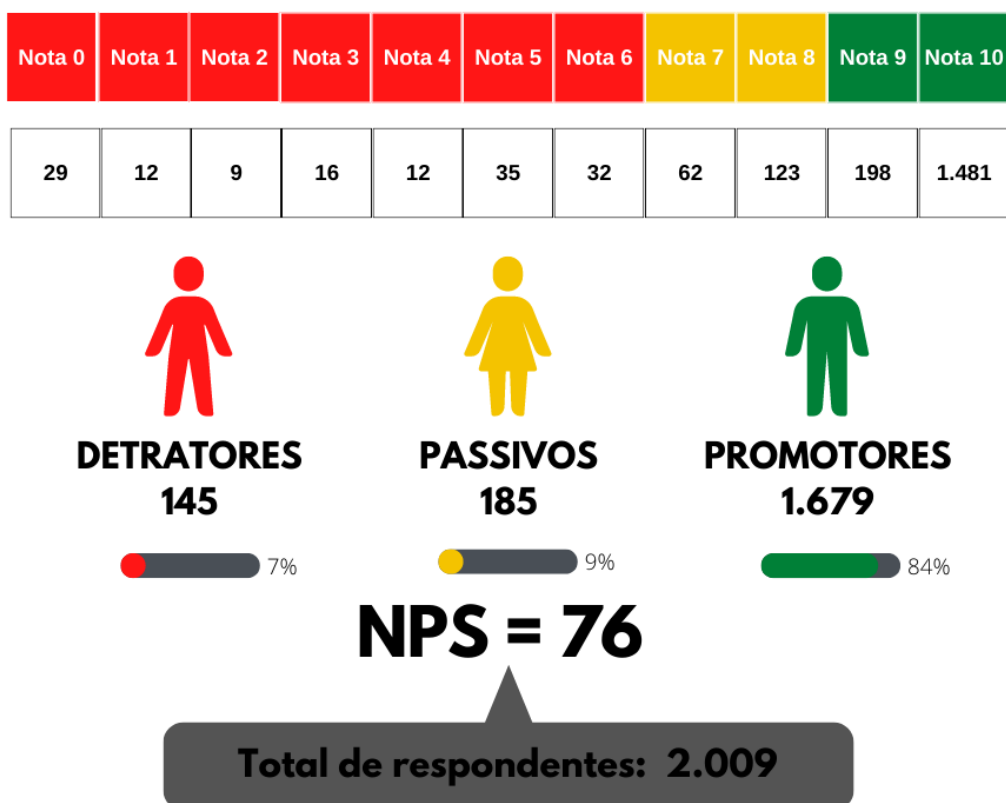 Nota 0 Nota 1 Nota 2 Nota 3 Nota 4 Nota 5 Nota 6 Nota 7 Nota 8 Nota 9 Nota 10
29 12 9 16 12 35 32 62 123 198 1.481
DETRATORES PASSIVOS PROMOTORES
145 185 1.679
7% 9% 84%
NPS = 76
Total de respondentes: 2.009